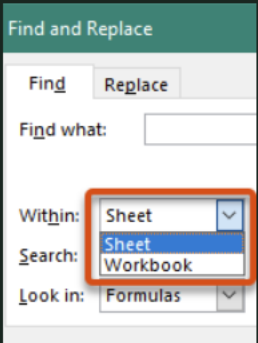 Find and Replace
Find Replace
Find what:
Within: Sheet
Sheet
Search: Workbook
Look in: Formulas